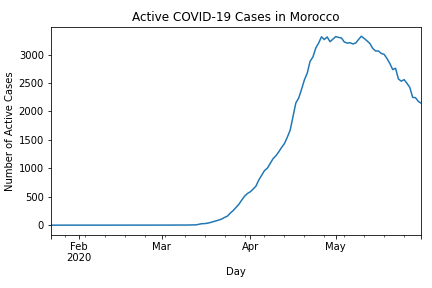 Active COVID-19 Cases in Morocco
Number of Active Cases
3000
2500
2000
1500
1000
500
0
Feb
2020
Mar
Apr
May
Day